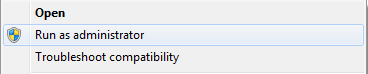 Open
Run as administrator
Troubleshoot compatibility